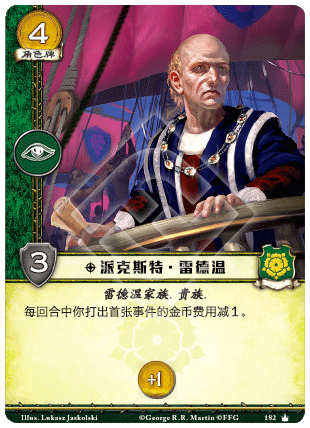 4
角色牌
3
派克斯特·雷德温
雷德温家族. 贵族.
每回合中你打出首张事件的金币费用减1。
+1
Illus. Lukasz Jaskolski ©George R.R. Martin ©FFG 182